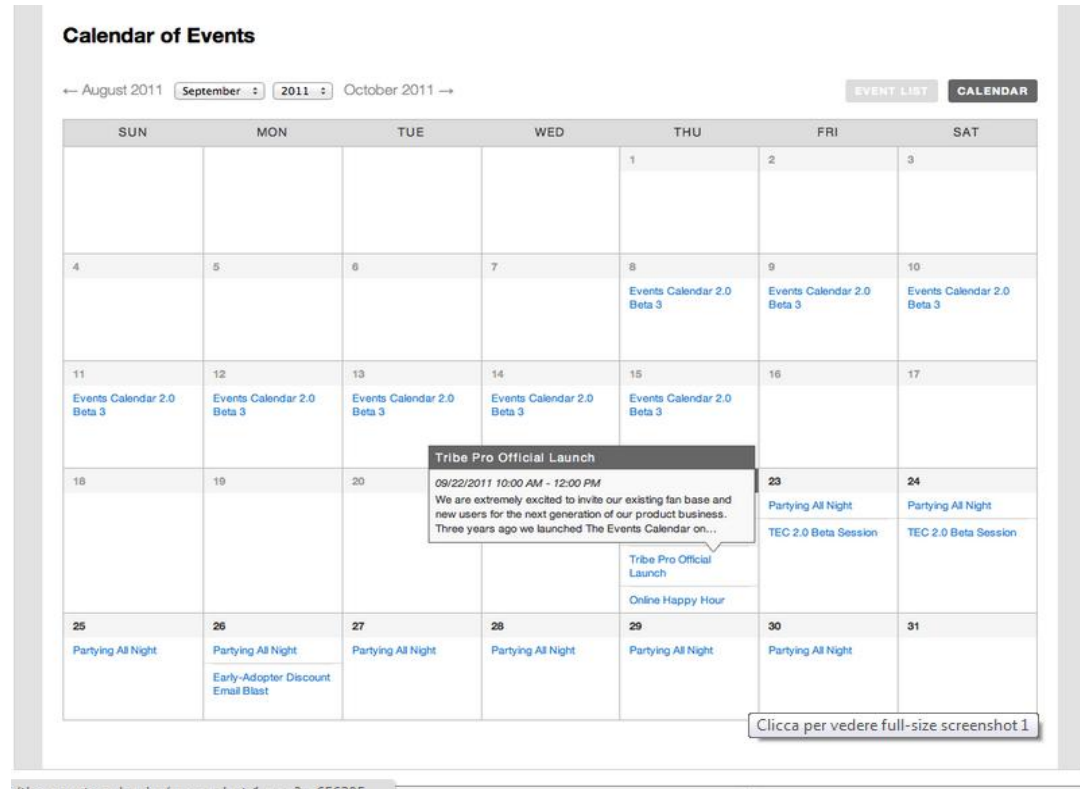 Calendar of Events
← August 2011 September 2011 October 2011 →
EVENT LIST CALENDAR
SUN MON TUE WED THU FRI SAT
1 2 3
4 5 6 7 8 9 10
Events Calendar 2.0 Beta 3
Events Calendar 2.0 Beta 3
Events Calendar 2.0 Beta 3
11 12 13 14 15 16 17
Events Calendar 2.0 Beta 3
Events Calendar 2.0 Beta 3
Events Calendar 2.0 Beta 3
Events Calendar 2.0 Beta 3
Events Calendar 2.0 Beta 3
Tribe Pro Official Launch
09/22/2011 10:00 AM - 12:00 PM
We are extremely excited to invite our existing fan base and
new users for the next generation of our product business.
Three years ago we launched The Events Calendar on...
18 19 20 23 24
Partying All Night
TEC 2.0 Beta Session
Partying All Night
TEC 2.0 Beta Session
Tribe Pro Official
Launch
Online Happy Hour
25 26 27 28 29 30 31
Partying All Night
Partying All Night
Early-Adopter Discount
Email Blast
Partying All Night
Partying All Night
Partying All Night
Partying All Night
Clicca per vedere full-size screenshot 1